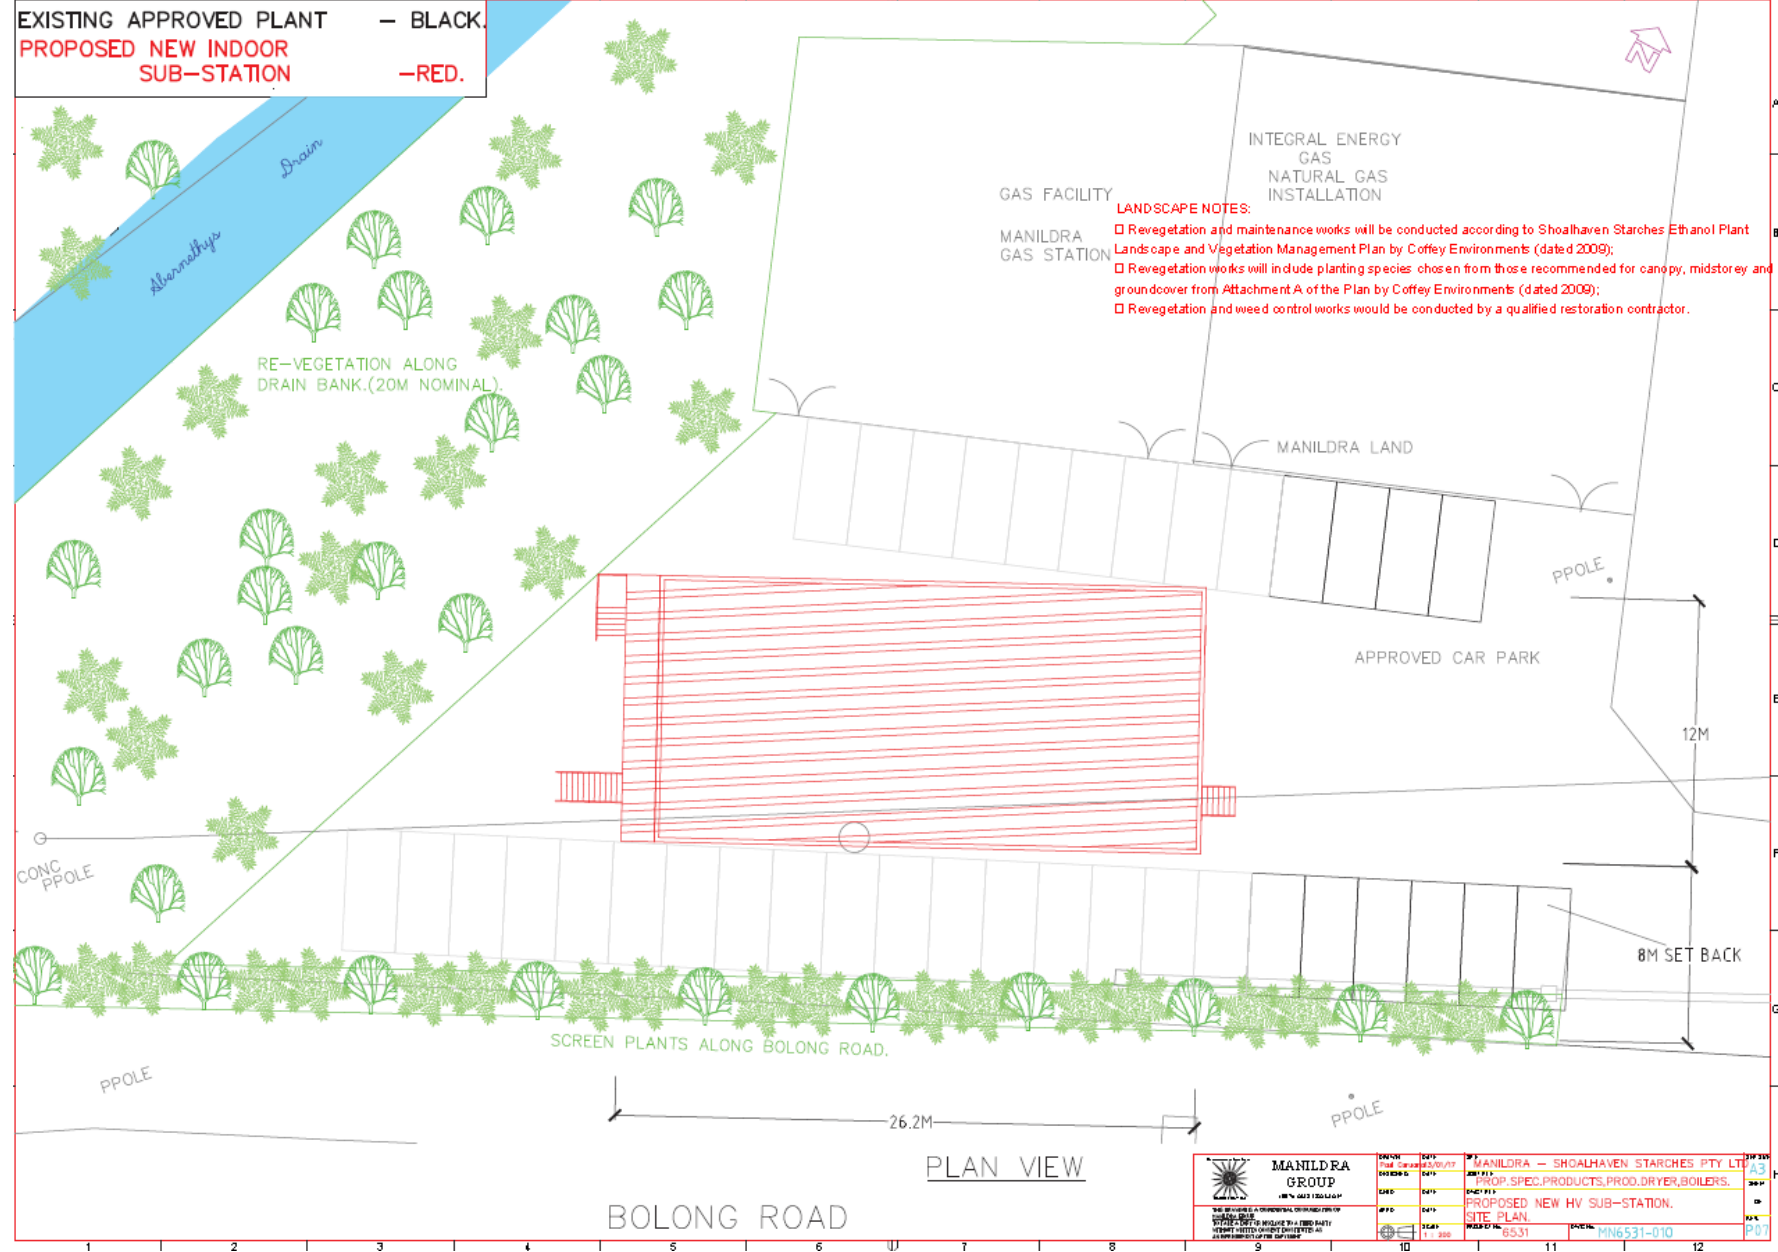 EXISTING APPROVED PLANT - BLACK.
PROPOSED NEW INDOOR
SUB-STATION -RED.
N
Drain
Abernethys
INTEGRAL ENERGY
GAS
NATURAL GAS
INSTALLATION
GAS FACILITY
MANILDRA
GAS STATION
LANDSCAPE NOTES:
□ Revegetation and maintenance works will be conducted according to Shoalhaven Starches Ethanol Plant
Landscape and Vegetation Management Plan by Coffey Environments (dated 2009);
□ Revegetation works will include planting species chosen from those recommended for canopy, midstorey and
groundcover from Attachment A of the Plan by Coffey Environments (dated 2009);
□ Revegetation and weed control works would be conducted by a qualified restoration contractor.
RE-VEGETATION ALONG
DRAIN BANK.(20M NOMINAL).
MANILDRA LAND
PPOLE
APPROVED CAR PARK
12M
CONC
PPOLE
8M SET BACK
SCREEN PLANTS ALONG BOLONG ROAD.
PPOLE
PPOLE
26.2M
PLAN VIEW
BOLONG ROAD
MANILDRA
GROUP
MANILDRA - SHOALHAVEN STARCHES PTY LTD
PROP.SPEC.PRODUCTS,PROD.DRYER,BOILERS.
PROPOSED NEW HV SUB-STATION.
SITE PLAN.
1 : 200
6531
MN6531-010
A3
P07
A
B
C
D
E
F
G
H
1 2 3 4 5 6 7 8 9 10 11 12